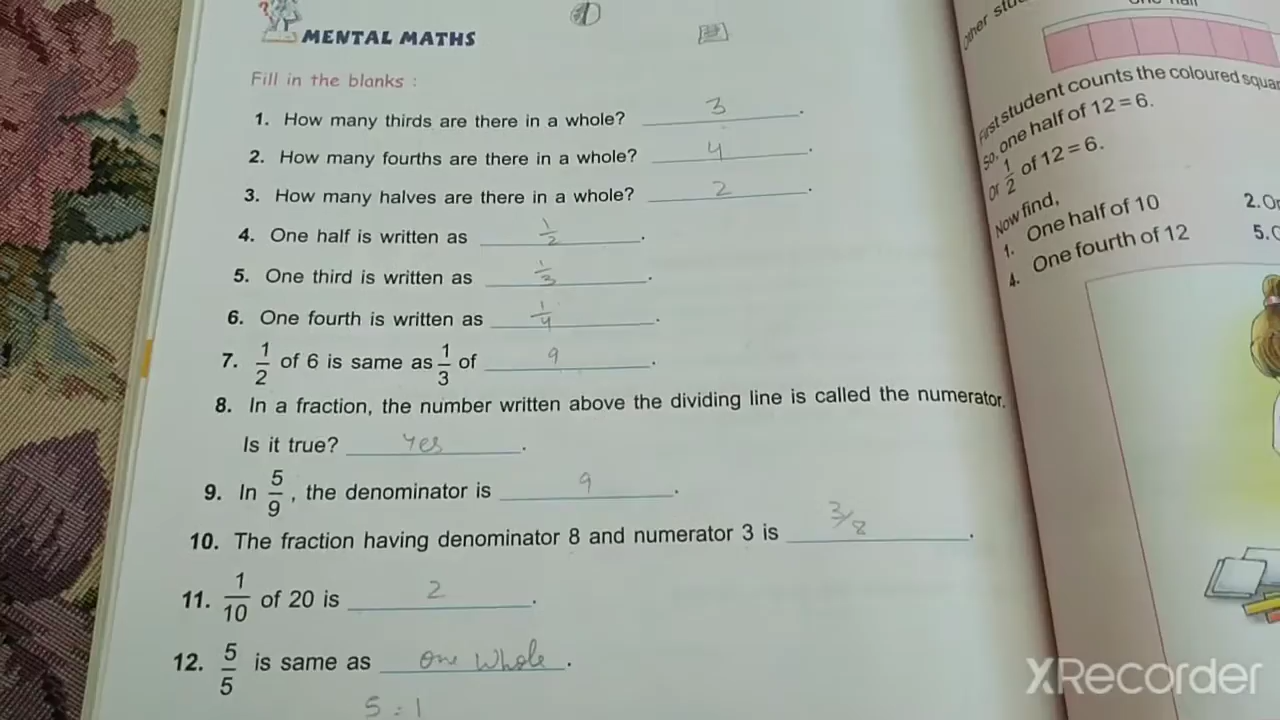 MENTAL MATHS
Fill in the blanks :
1. How many thirds are there in a whole? 3.
2. How many fourths are there in a whole? 4.
3. How many halves are there in a whole? 2.
4. One half is written as 1/2.
5. One third is written as 1/3.
6. One fourth is written as 1/4.
7. 1/2 of 6 is same as 1/3 of 9.
8. In a fraction, the number written above the dividing line is called the numerator.
Is it true? Yes.
9. In 5/9, the denominator is 9.
10. The fraction having denominator 8 and numerator 3 is 3/8.
11. 1/10 of 20 is 2.
12. 5/5 is same as One Whole.
5 = 1
Other
First student counts the coloured
So, one half of 12 = 6.
Or 1/2 of 12 = 6.
Now find,
1. One half of 10
2.
4. One fourth of 12
5.
XRecorder